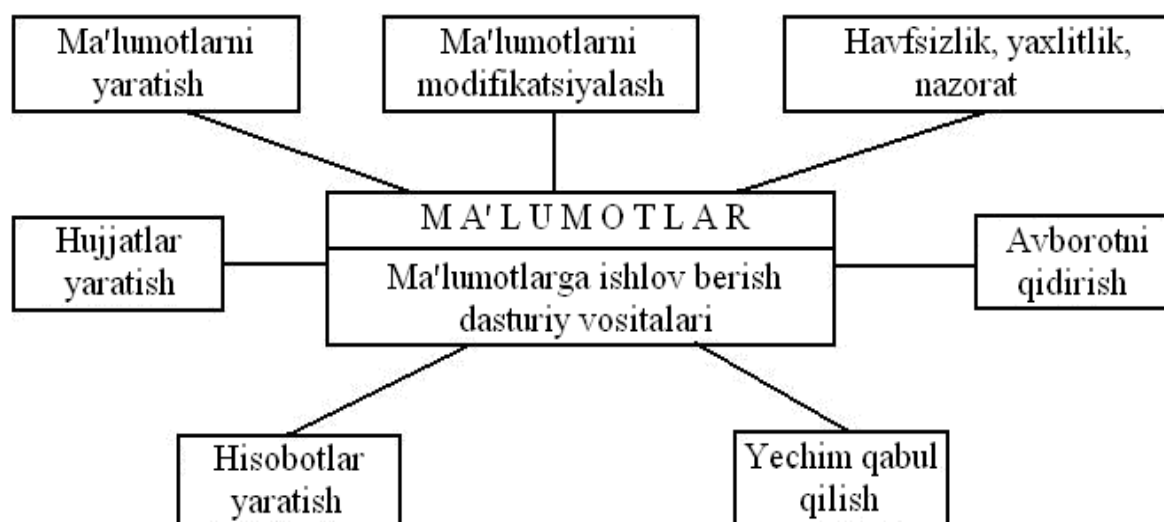 Ma'lumotlarni
yaratish
Ma'lumotlarni
modifikatsiyalash
Havfsizlik, yaxlitlik,
nazorat
M A' L U M O T L A R
Hujjatlar
yaratish
Ma'lumotlarga ishlov berish
dasturiy vositalari
Avborotni
qidirish
Hisobotlar
yaratish
Yechim qabul
qilish